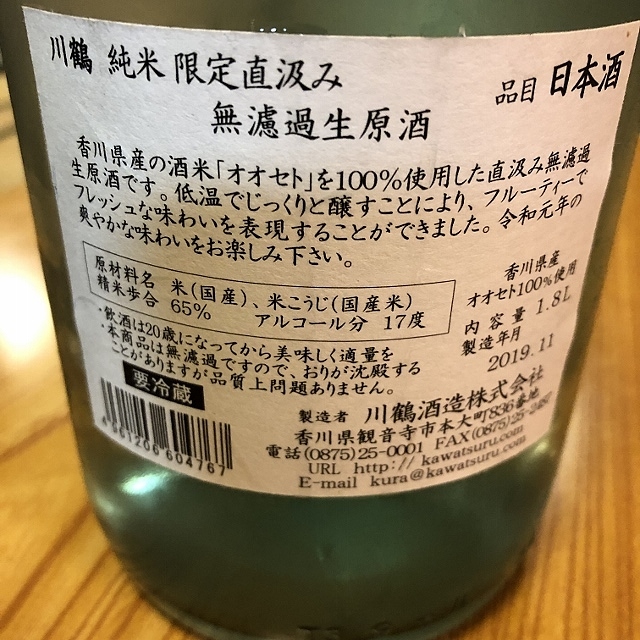 川鶴 純米 限定直汲み
無濾過生原酒
品目 日本酒
香川県産の酒米「オオセト」を100%使用した直汲み無濾過
生原酒です。低温でじっくりと醸すことにより、フルーティーで
フレッシュな味わいを表現することができました。令和元年の
爽やかな味わいをお楽しみ下さい。
原材料名 米(国産)、米こうじ(国産米)
精米歩合 65% アルコール分 17度
香川県産
オオセト100%使用
内容量 1.8L
製造年月
2019.11
・飲酒は20歳になってから美味しく適量を
・本商品は無濾過ですので、おりが沈殿する
ことがありますが品質上問題ありません。
要冷蔵
4981206604767
製造者 川鶴酒造株式会社
香川県観音寺市本大町836番地
電話(0875)25-0001 FAX(0875)25-2497
URL http://kawatsuru.com
E-mail kura@kawatsuru.com